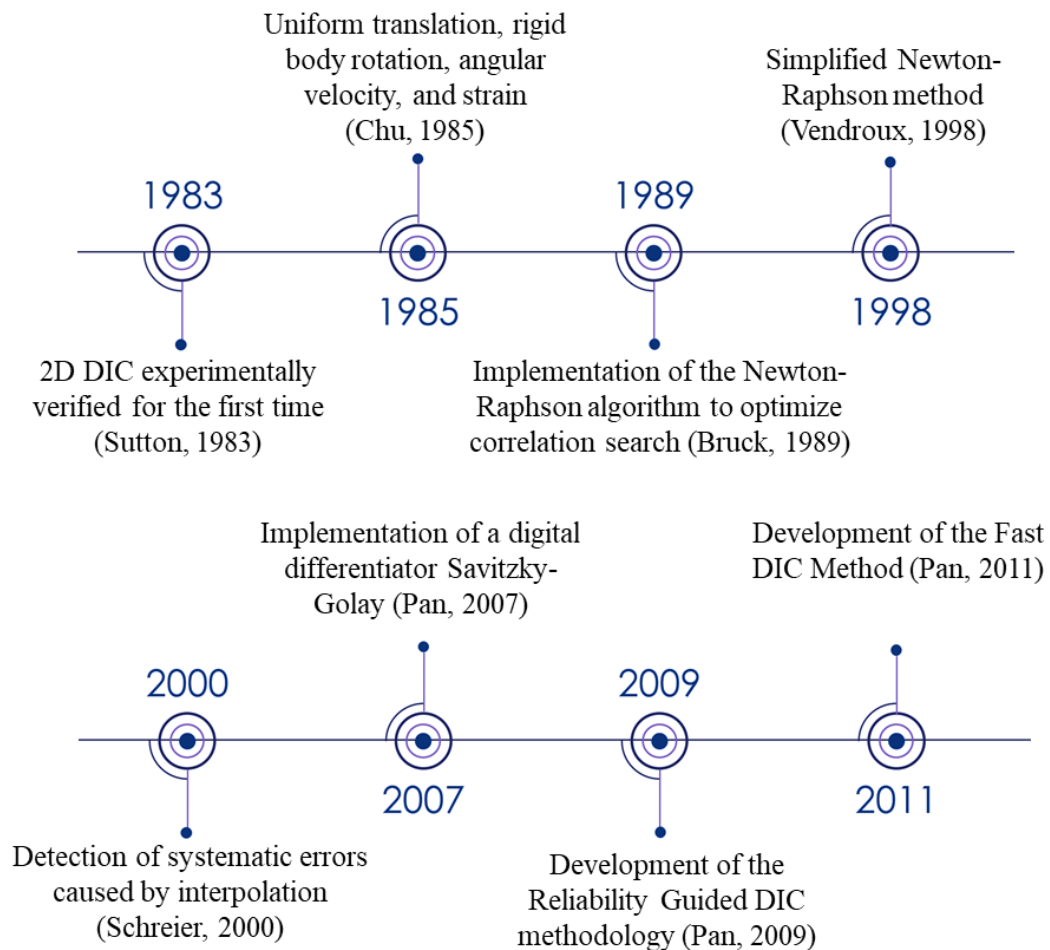 Uniform translation, rigid
body rotation, angular
velocity, and strain
(Chu, 1985)
Simplified Newton-
Raphson method
(Vendroux, 1998)
1983
1989
1985
1998
2D DIC experimentally
verified for the first time
(Sutton, 1983)
Implementation of the Newton-
Raphson algorithm to optimize
correlation search (Bruck, 1989)
Implementation of a digital
differentiator Savitzky-
Golay (Pan, 2007)
Development of the Fast
DIC Method (Pan, 2011)
2000
2009
2007
2011
Detection of systematic errors
caused by interpolation
(Schreier, 2000)
Development of the
Reliability Guided DIC
methodology (Pan, 2009)